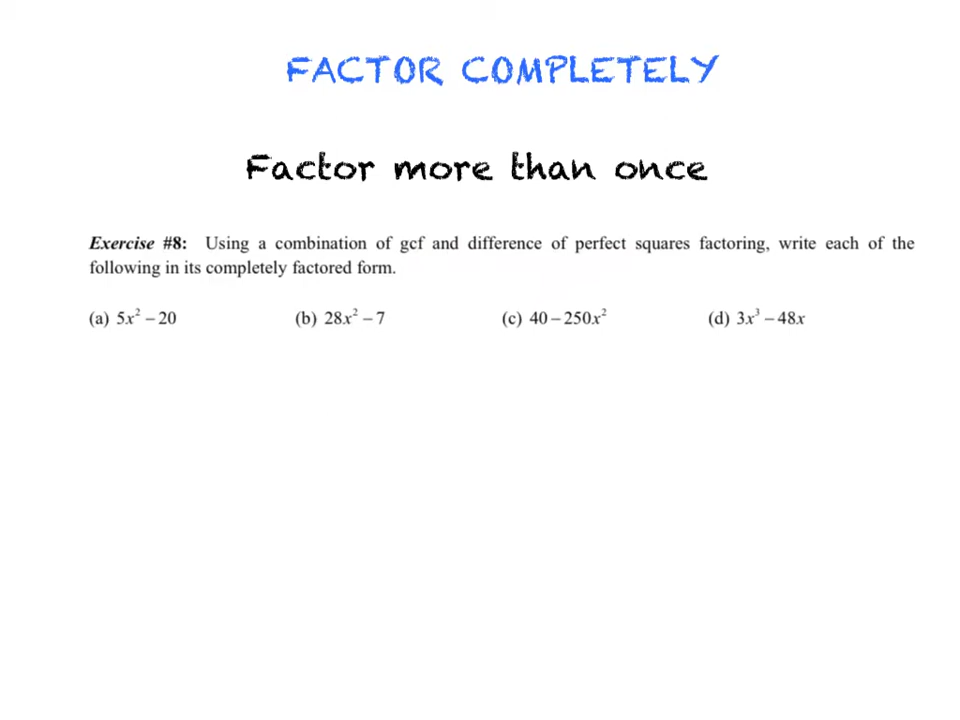 FACTOR COMPLETELY
Factor more than once
Exercise #8: Using a combination of gcf and difference of perfect squares factoring, write each of the
following in its completely factored form.
(a) 5x² – 20 (b) 28x² – 7 (c) 40 – 250x² (d) 3x³ – 48x